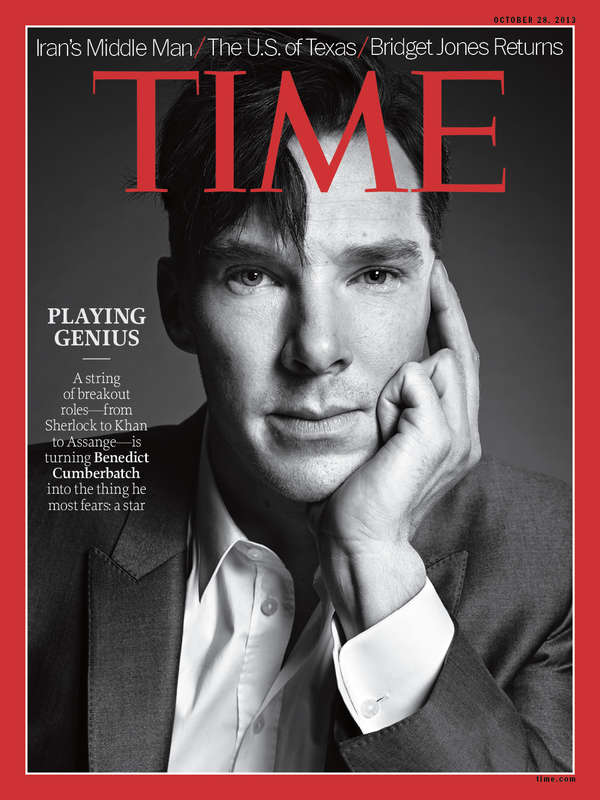 OCTOBER 28, 2013
Iran's Middle Man / The U.S. of Texas / Bridget Jones Returns
TIME
PLAYING
GENIUS
A string
of breakout
roles—from
Sherlock to Khan
to Assange—is
turning Benedict
Cumberbatch
into the thing he
most fears: a star
time.com